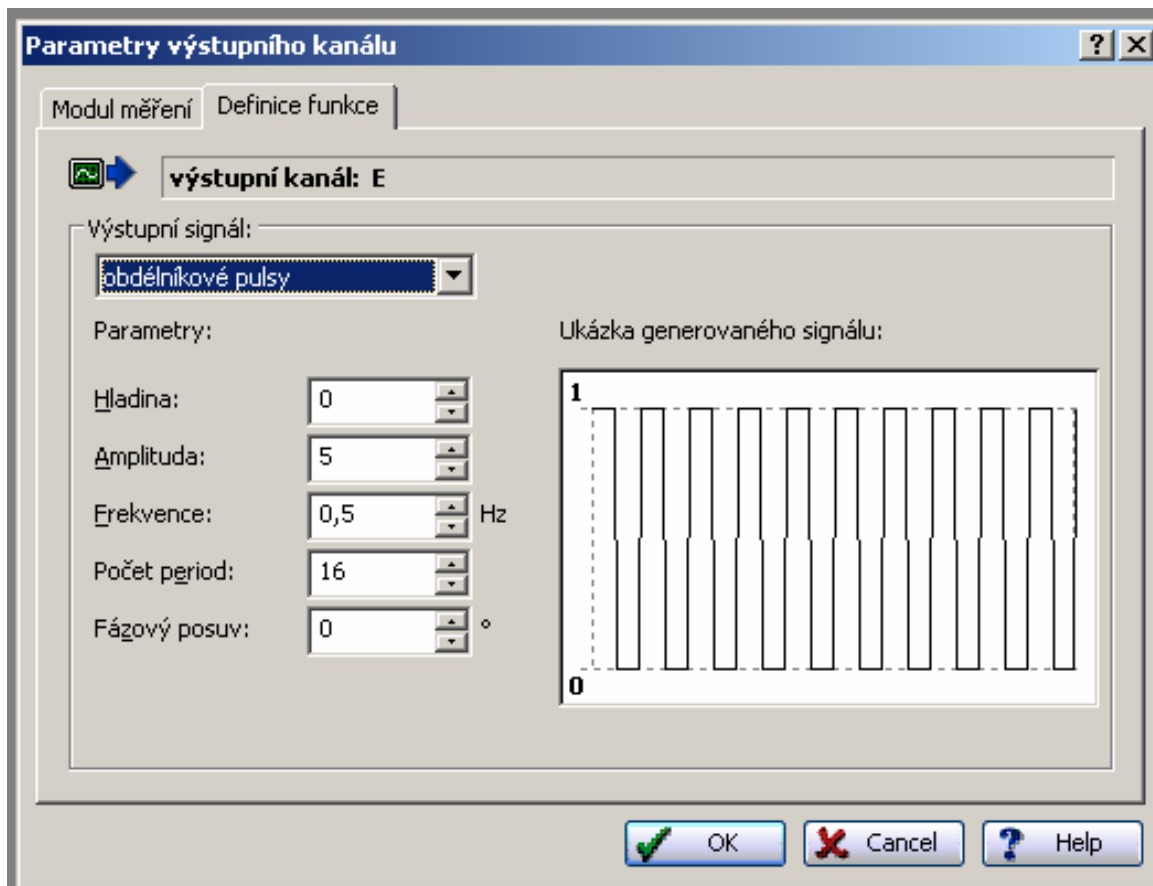 Parametry výstupního kanálu
Modul měření Definice funkce
výstupní kanál: E
Výstupní signál:
obdélníkové pulsy
Parametry: Ukázka generovaného signálu:
Hladina: 0
Amplituda: 5
Frekvence: 0,5 Hz
Počet period: 16
Fázový posuv: 0 °
1
0
OK Cancel Help